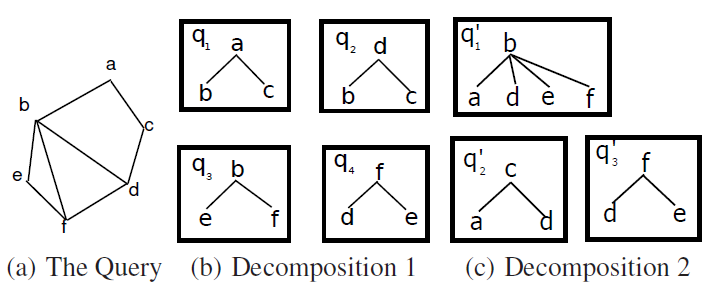 a
b
c
e
d
f
(a) The Query
q₁ a
b c
q₂ d
b c
q₃ b
e f
q₄ f
d e
(b) Decomposition 1
q'₁ b
a d e f
q'₂ c
a d
q'₃ f
d e
(c) Decomposition 2